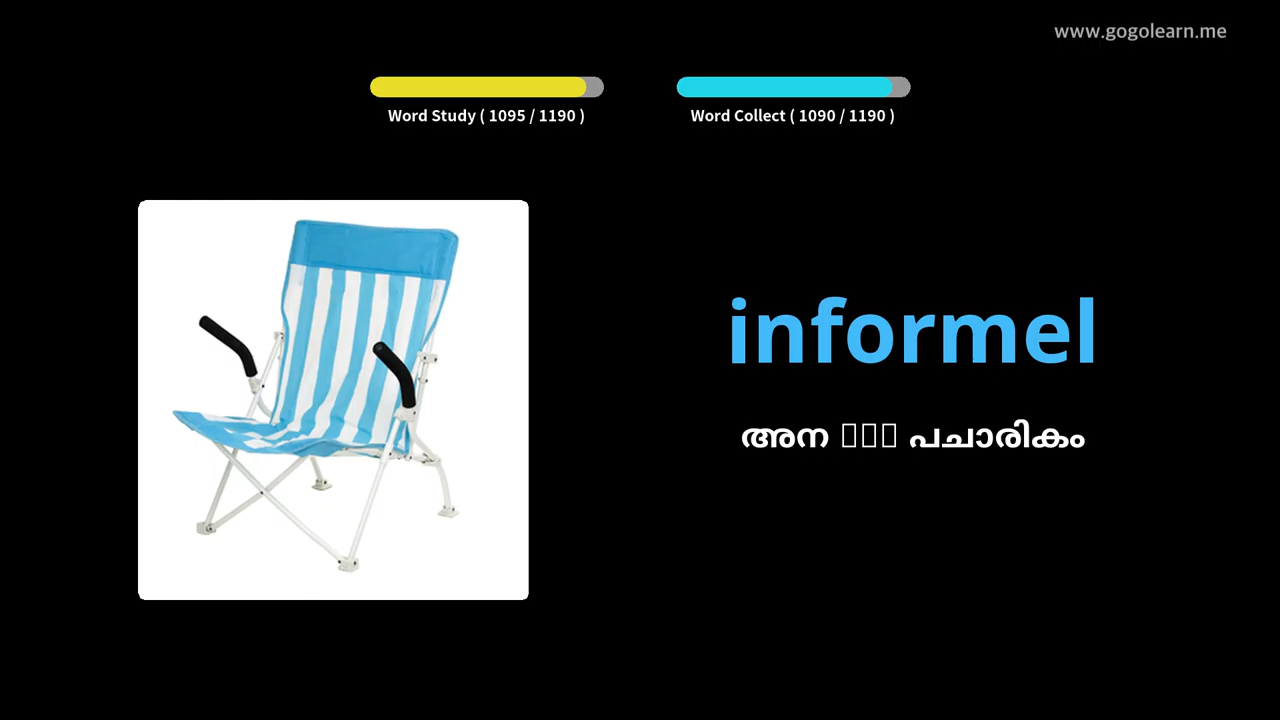 www.gogolearn.me
Word Study ( 1095 / 1190 )
Word Collect ( 1090 / 1190 )
informel
അന പചാരികം